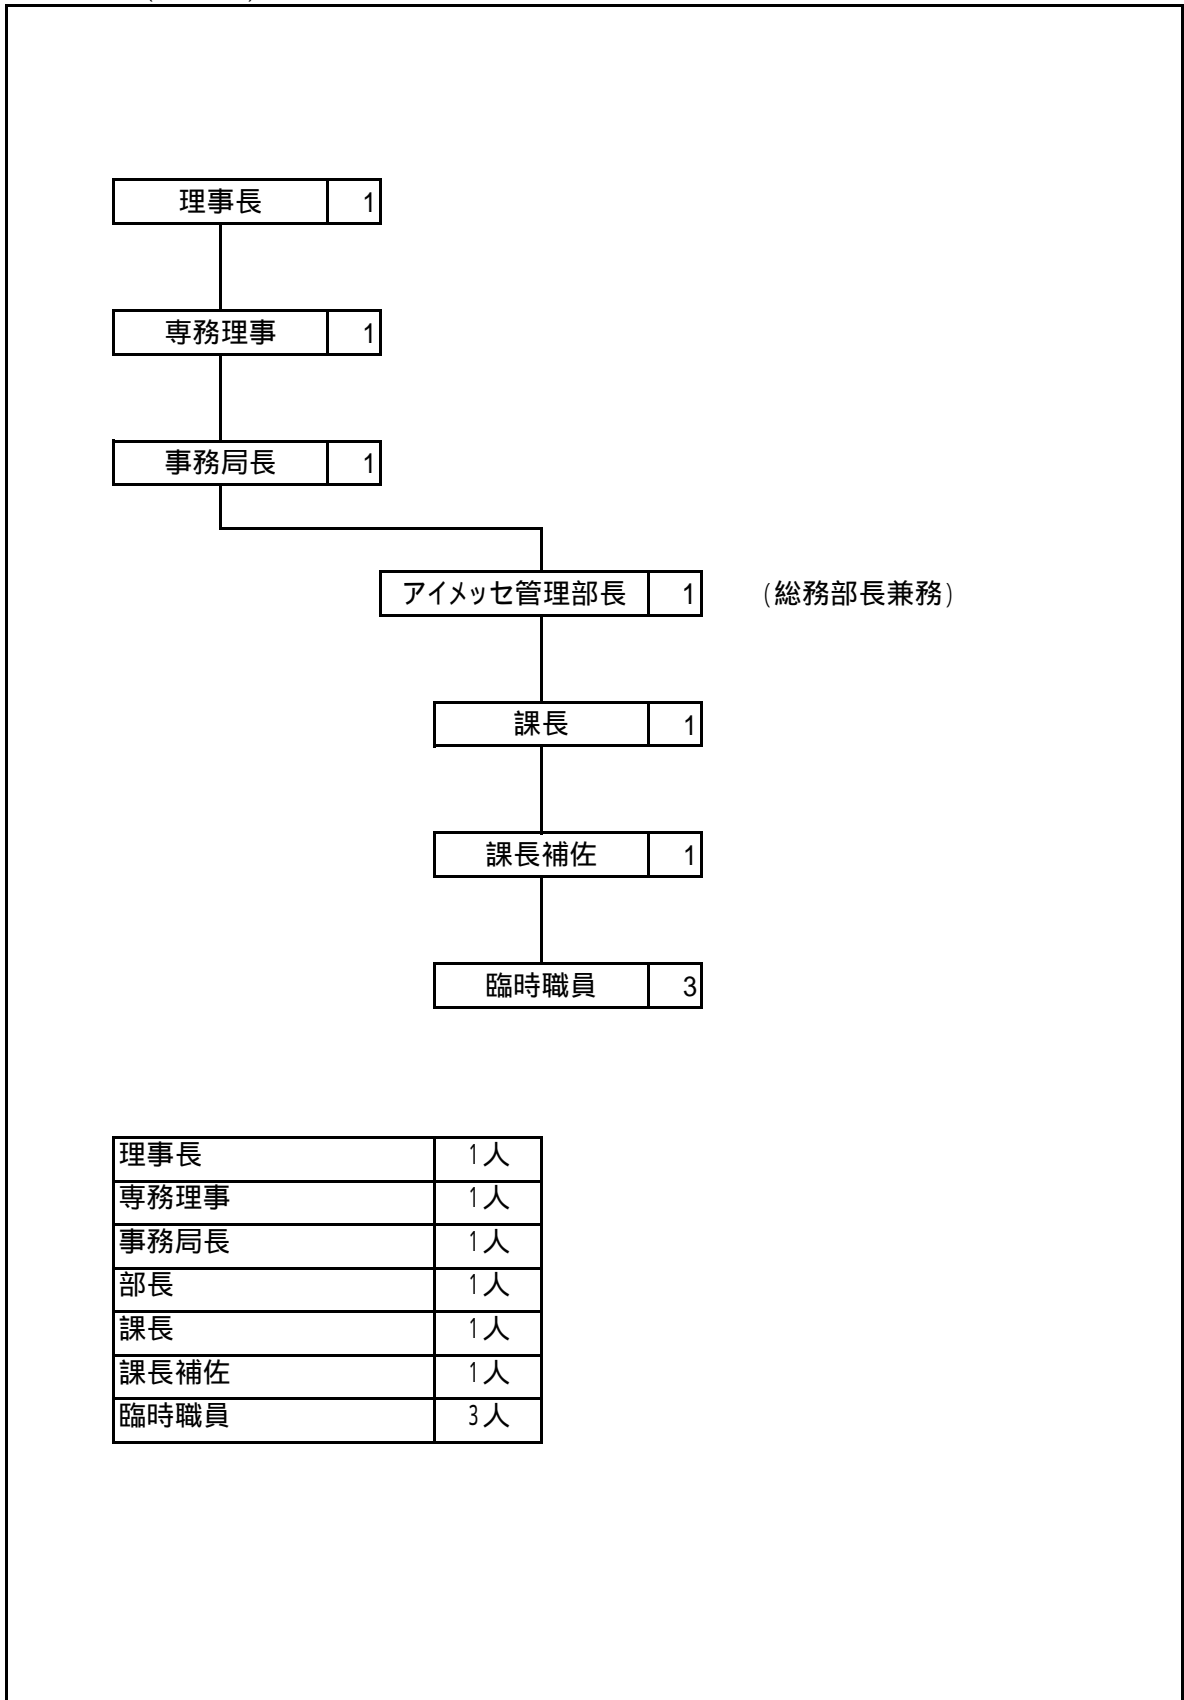 理事長 1
専務理事 1
事務局長 1
アイメッセ管理部長 1 (総務部長兼務)
課長 1
課長補佐 1
臨時職員 3
理事長 1人
専務理事 1人
事務局長 1人
部長 1人
課長 1人
課長補佐 1人
臨時職員 3人